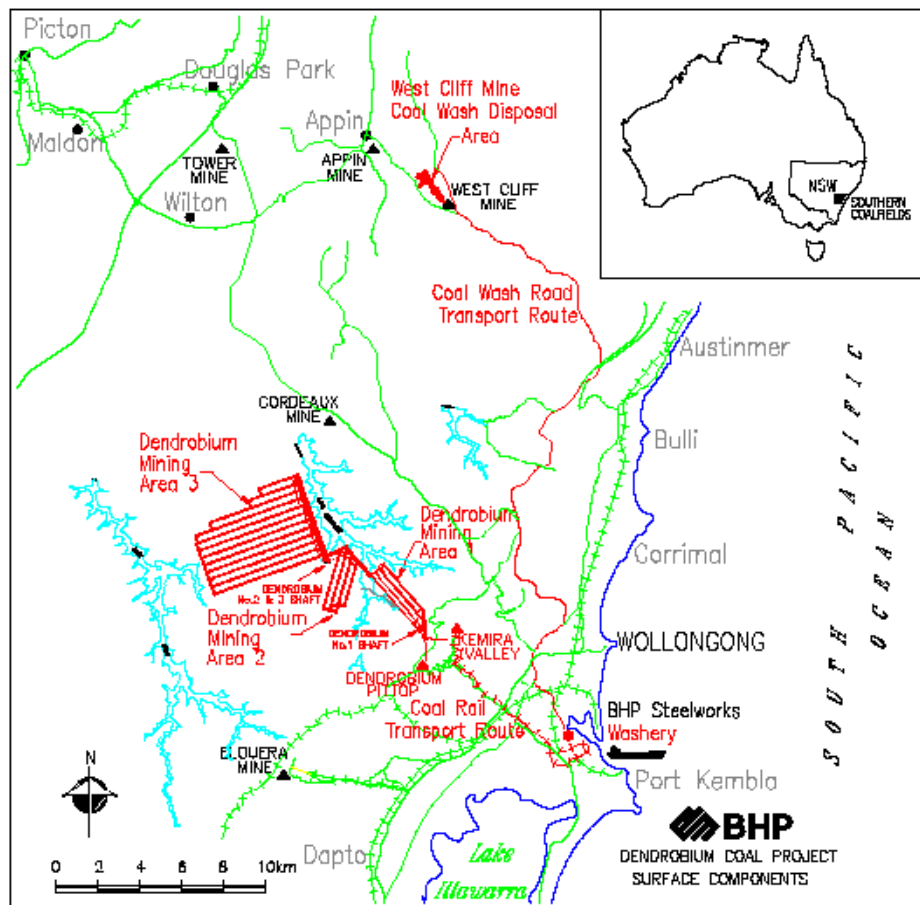 Picton
Douglas Park
Maldon
TOWER
MINE
Wilton
Appin
APPIN
MINE
West Cliff Mine
Coal Wash Disposal
Area
WEST CLIFF
MINE
NSW
SOUTHERN
COALFIELDS
Coal Wash Road
Transport Route
Austinmer
Bulli
Corrimal
SOUTH PACIFIC
OCEAN
CORDEAUX
MINE
Dendrobium
Mining
Area 3
Dendrobium
Mining
Area 1
DENDROBIUM
No.2 & 3 SHAFT
Dendrobium
Mining
Area 2
DENDROBIUM
No.1 SHAFT
KEMIRA
VALLEY
DENDROBIUM
PITTOP
WOLLONGONG
Coal Rail
Transport Route
BHP Steelworks
Washery
Port Kembla
ELOUERA
MINE
N
0 2 4 6 8 10km
Dapto
Lake
Illawarra
BHP
DENDROBIUM COAL PROJECT
SURFACE COMPONENTS